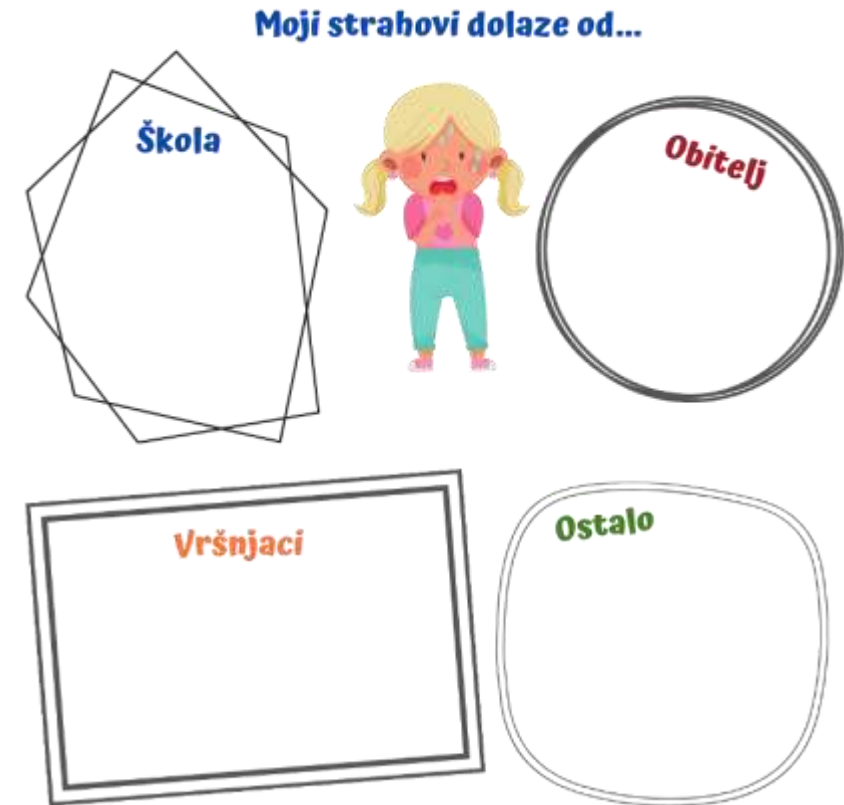 Moji strahovi dolaze od...
Škola
Obitelj
Vršnjaci
Ostalo